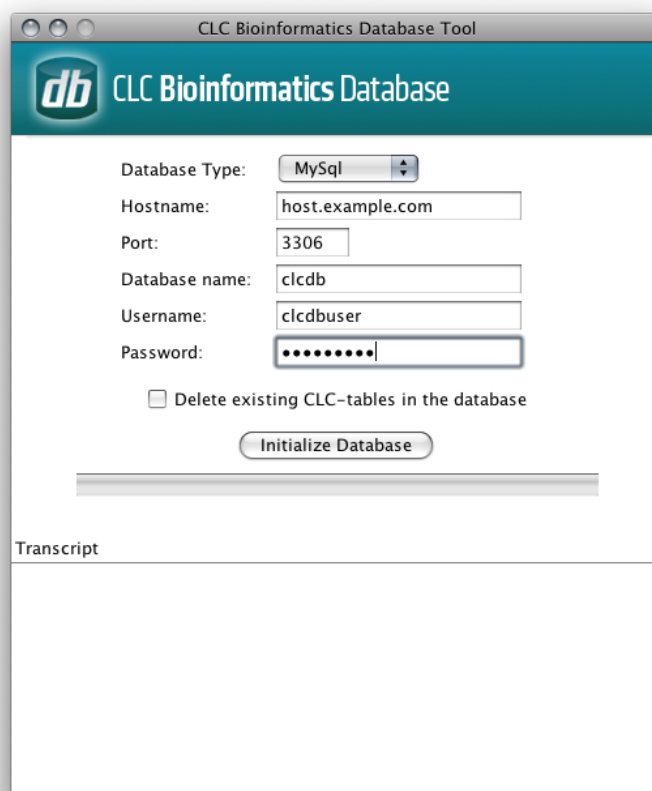 CLC Bioinformatics Database Tool
db CLC Bioinformatics Database
Database Type: MySql
Hostname: host.example.com
Port: 3306
Database name: clcdb
Username: clcdbuser
Password: •••••••••
Delete existing CLC-tables in the database
Initialize Database
Transcript